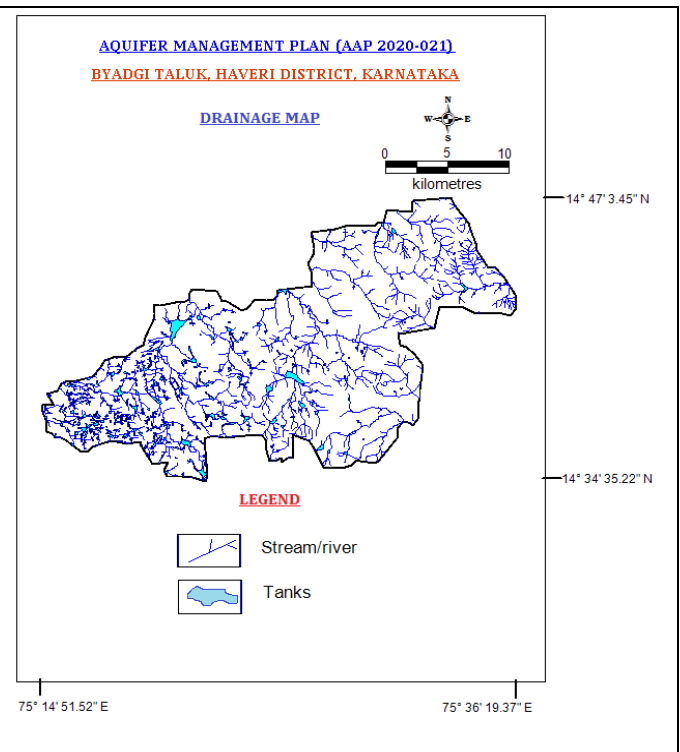 AQUIFER MANAGEMENT PLAN (AAP 2020-021)
BYADGI TALUK, HAVERI DISTRICT, KARNATAKA
DRAINAGE MAP
N
W E
S
0 5 10
kilometres
14° 47' 3.45" N
14° 34' 35.22" N
LEGEND
Stream/river
Tanks
75° 14' 51.52" E
75° 36' 19.37" E